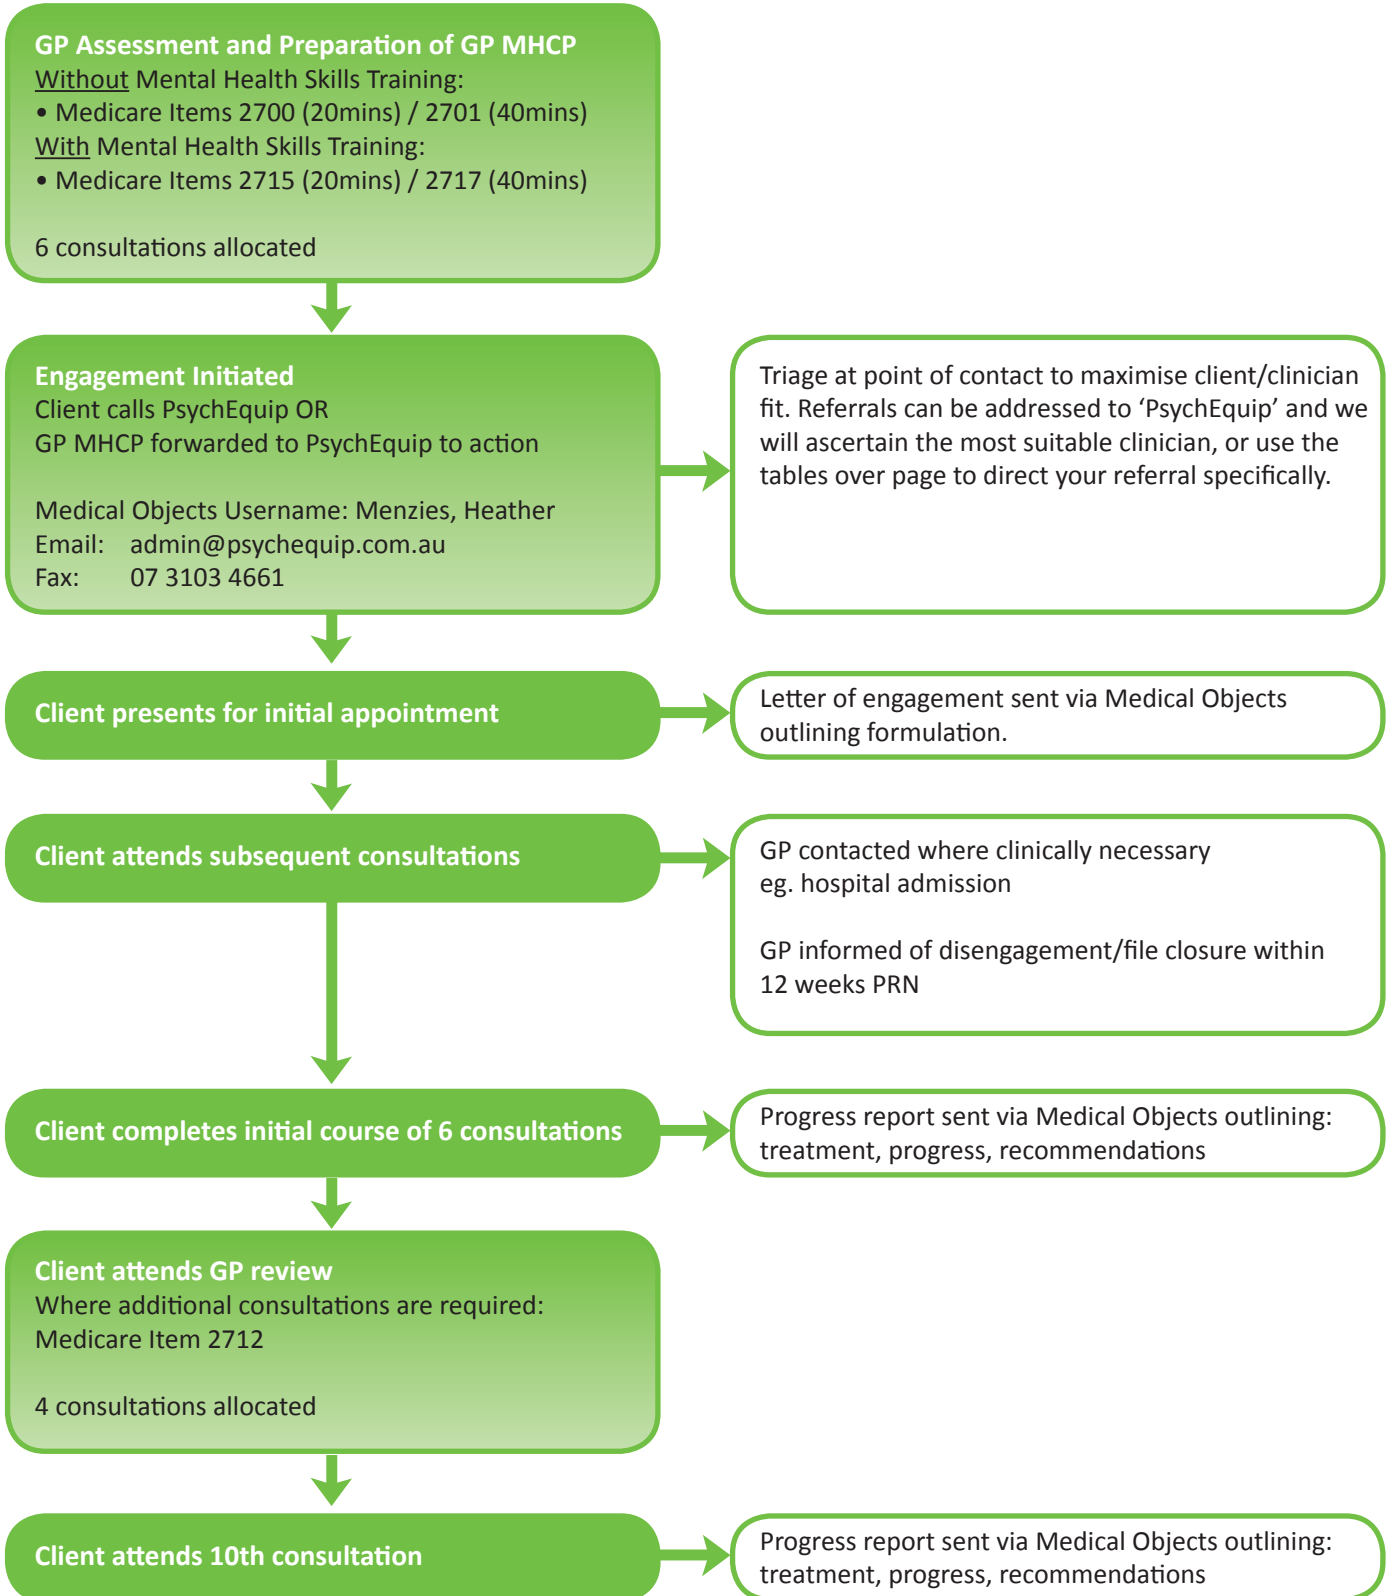 GP Assessment and Preparation of GP MHCP
Without Mental Health Skills Training:
• Medicare Items 2700 (20mins) / 2701 (40mins)
With Mental Health Skills Training:
• Medicare Items 2715 (20mins) / 2717 (40mins)
6 consultations allocated
Engagement Initiated
Client calls PsychEquip OR
GP MHCP forwarded to PsychEquip to action
Medical Objects Username: Menzies, Heather
Email: admin@psychequip.com.au
Fax: 07 3103 4661
Triage at point of contact to maximise client/clinician
fit. Referrals can be addressed to ‘PsychEquip’ and we
will ascertain the most suitable clinician, or use the
tables over page to direct your referral specifically.
Client presents for initial appointment
Letter of engagement sent via Medical Objects
outlining formulation.
Client attends subsequent consultations
GP contacted where clinically necessary
eg. hospital admission
GP informed of disengagement/file closure within
12 weeks PRN
Client completes initial course of 6 consultations
Progress report sent via Medical Objects outlining:
treatment, progress, recommendations
Client attends GP review
Where additional consultations are required:
Medicare Item 2712
4 consultations allocated
Client attends 10th consultation
Progress report sent via Medical Objects outlining:
treatment, progress, recommendations